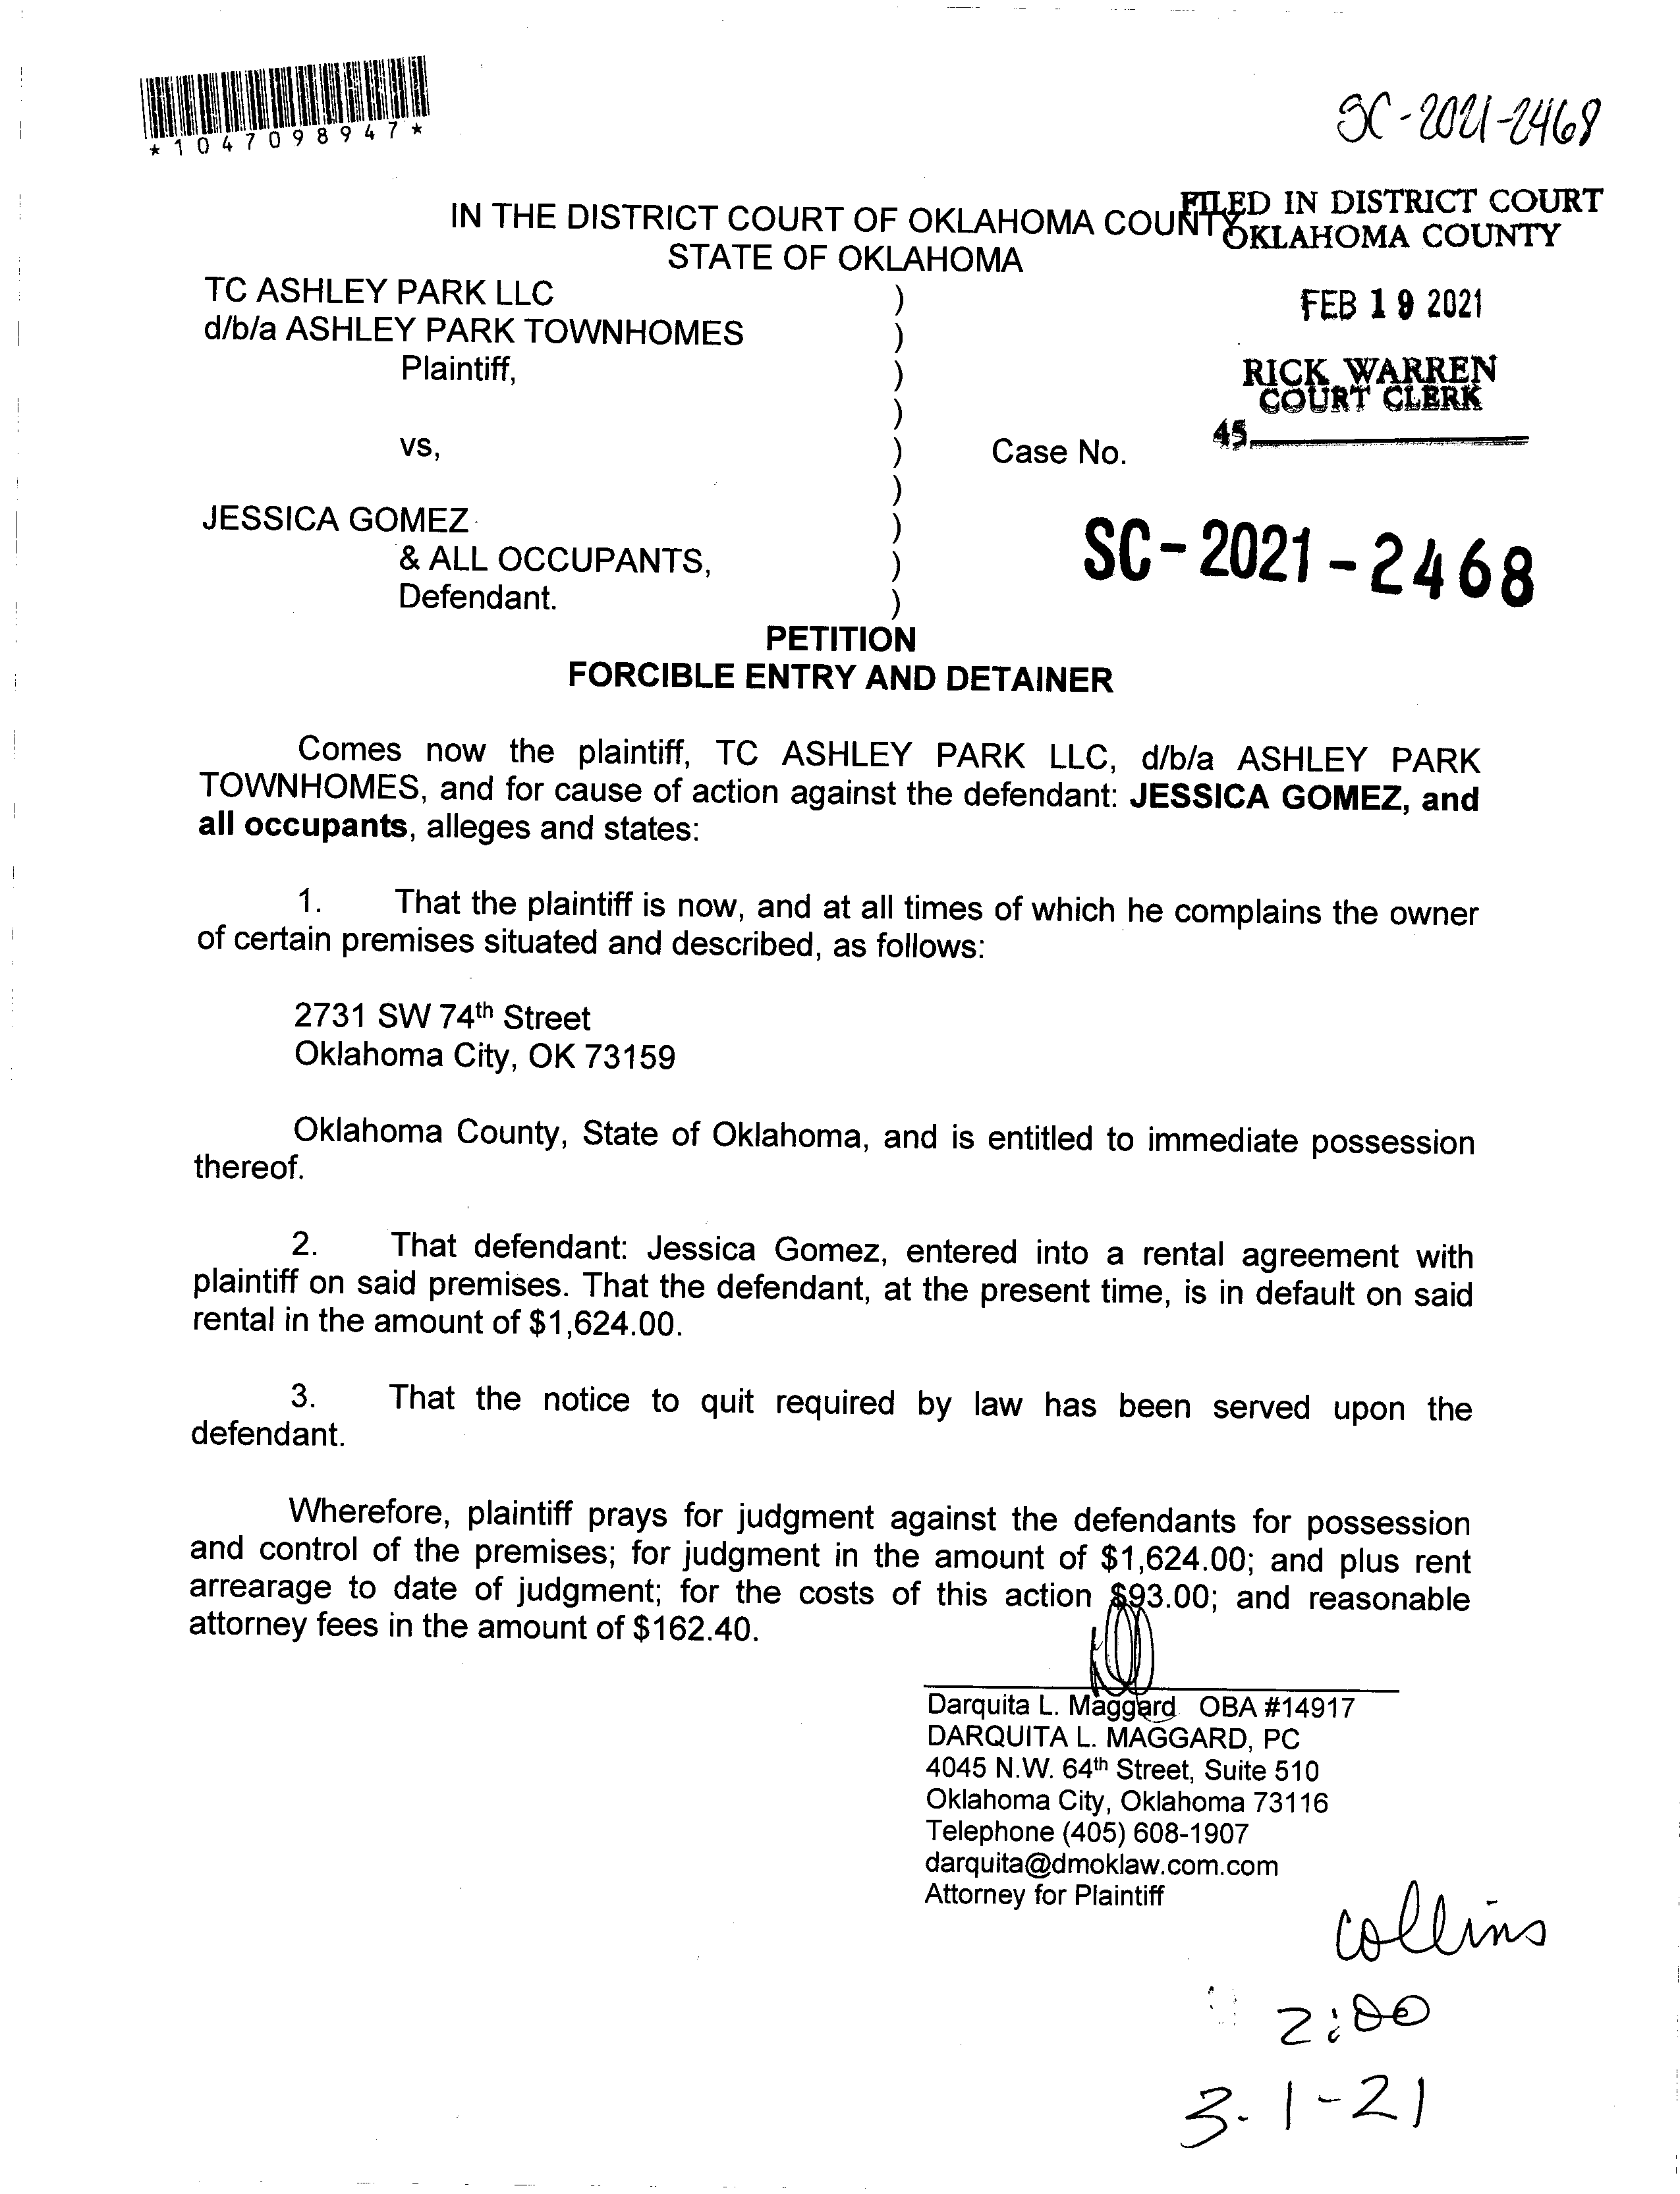 *1047098947*
SC-2021-2468
IN THE DISTRICT COURT OF OKLAHOMA COUNTY
STATE OF OKLAHOMA
FILED IN DISTRICT COURT
OKLAHOMA COUNTY
FEB 19 2021
RICK WARREN
COURT CLERK
45
TC ASHLEY PARK LLC )
d/b/a ASHLEY PARK TOWNHOMES )
Plaintiff, )
)
vs, ) Case No.
)
JESSICA GOMEZ )
& ALL OCCUPANTS, )
Defendant. )
SC-2021-2468
PETITION
FORCIBLE ENTRY AND DETAINER
Comes now the plaintiff, TC ASHLEY PARK LLC, d/b/a ASHLEY PARK
TOWNHOMES, and for cause of action against the defendant: JESSICA GOMEZ, and
all occupants, alleges and states:
1. That the plaintiff is now, and at all times of which he complains the owner
of certain premises situated and described, as follows:
2731 SW 74th Street
Oklahoma City, OK 73159
Oklahoma County, State of Oklahoma, and is entitled to immediate possession
thereof.
2. That defendant: Jessica Gomez, entered into a rental agreement with
plaintiff on said premises. That the defendant, at the present time, is in default on said
rental in the amount of $1,624.00.
3. That the notice to quit required by law has been served upon the
defendant.
Wherefore, plaintiff prays for judgment against the defendants for possession
and control of the premises; for judgment in the amount of $1,624.00; and plus rent
arrearage to date of judgment; for the costs of this action $93.00; and reasonable
attorney fees in the amount of $162.40.
Darquita L. Maggard OBA #14917
DARQUITA L. MAGGARD, PC
4045 N.W. 64th Street, Suite 510
Oklahoma City, Oklahoma 73116
Telephone (405) 608-1907
darquita@dmoklaw.com.com
Attorney for Plaintiff
collins
2:00
3-1-21